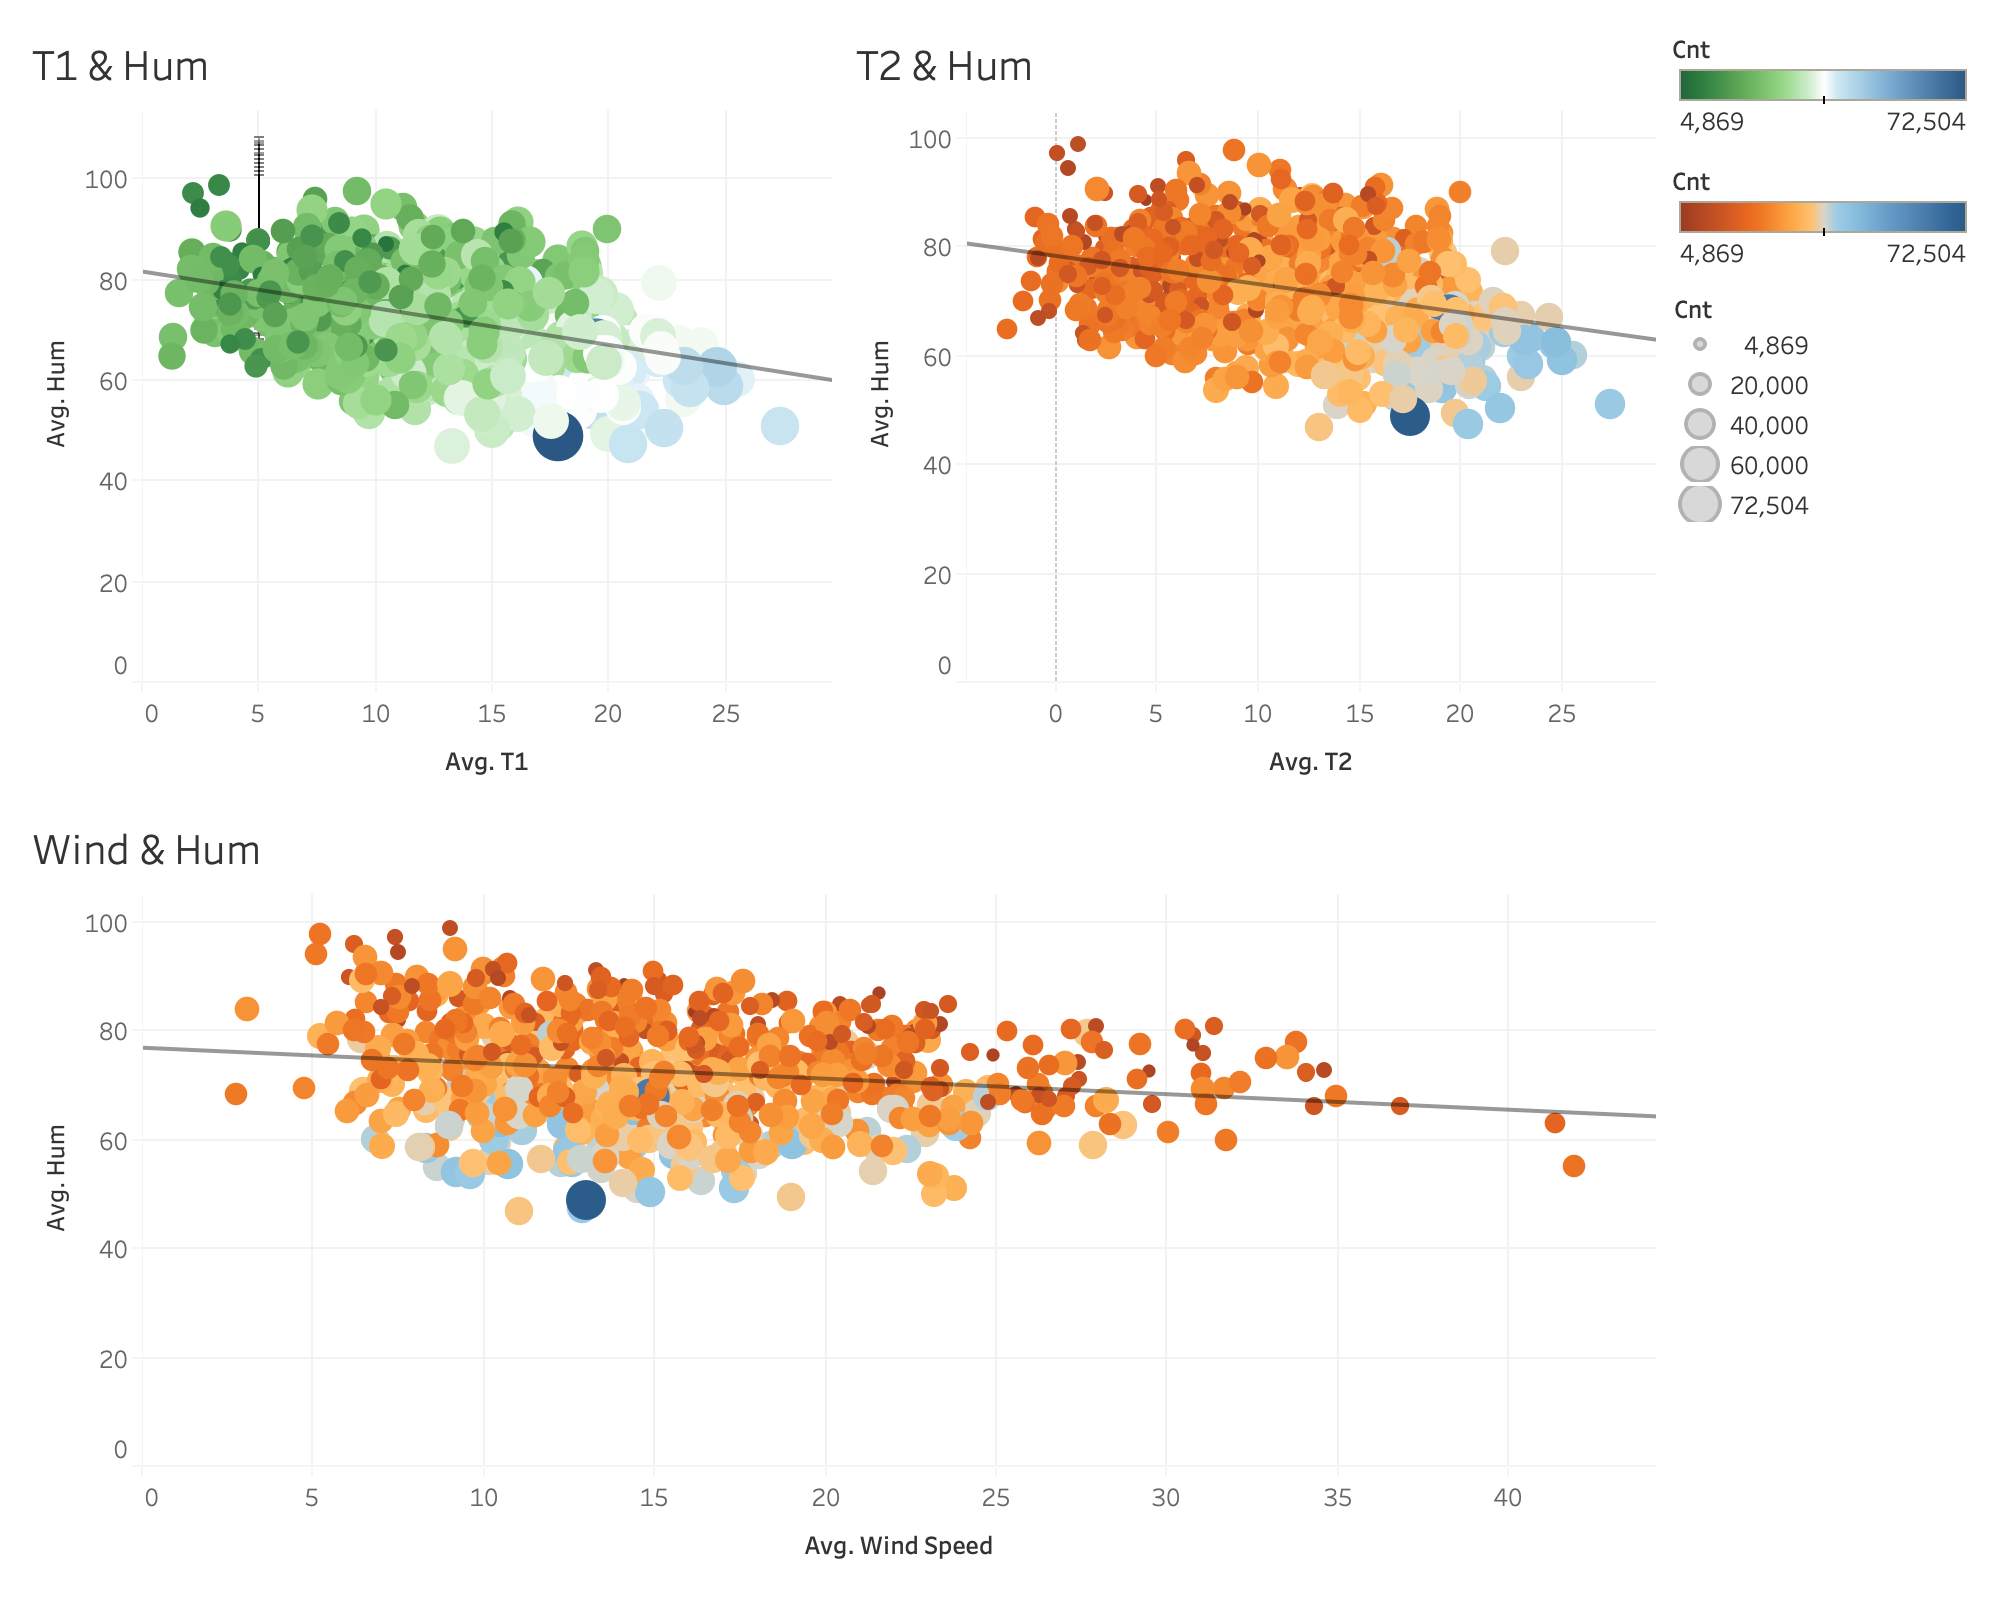 T1 & Hum
100
80
60
40
20
0
Avg. Hum
0 5 10 15 20 25
Avg. T1
T2 & Hum
100
80
60
40
20
0
Avg. Hum
0 5 10 15 20 25
Avg. T2
Cnt
4,869 72,504
Cnt
4,869 72,504
Cnt
4,869
20,000
40,000
60,000
72,504
Wind & Hum
100
80
60
40
20
0
Avg. Hum
0 5 10 15 20 25 30 35 40
Avg. Wind Speed